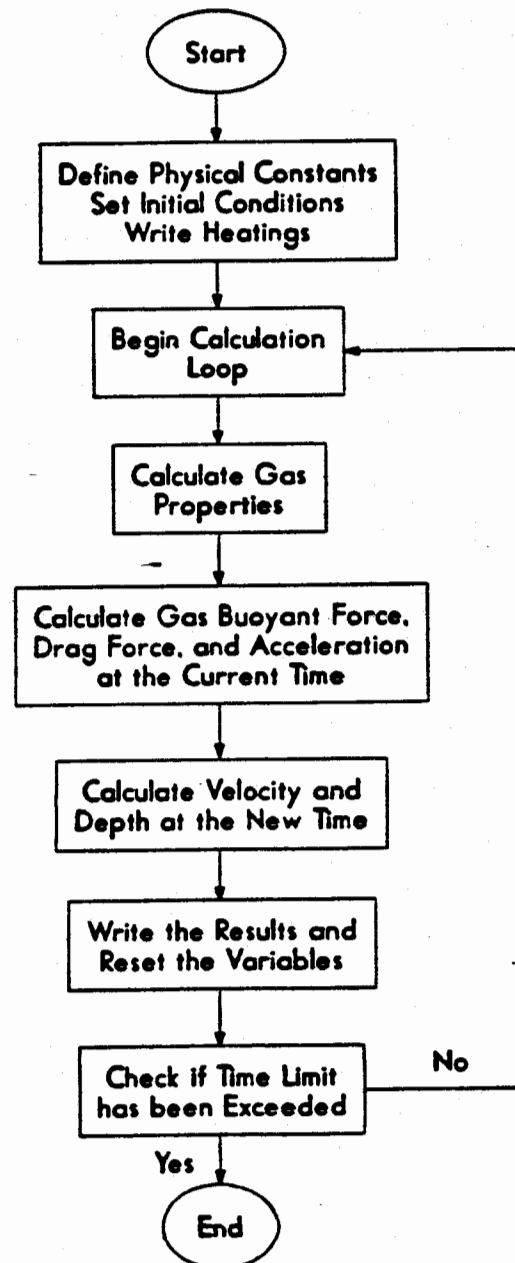 Start
Define Physical Constants
Set Initial Conditions
Write Heatings
Begin Calculation
Loop
Calculate Gas
Properties
Calculate Gas Buoyant Force,
Drag Force, and Acceleration
at the Current Time
Calculate Velocity and
Depth at the New Time
Write the Results and
Reset the Variables
Check if Time Limit
has been Exceeded
No
Yes
End